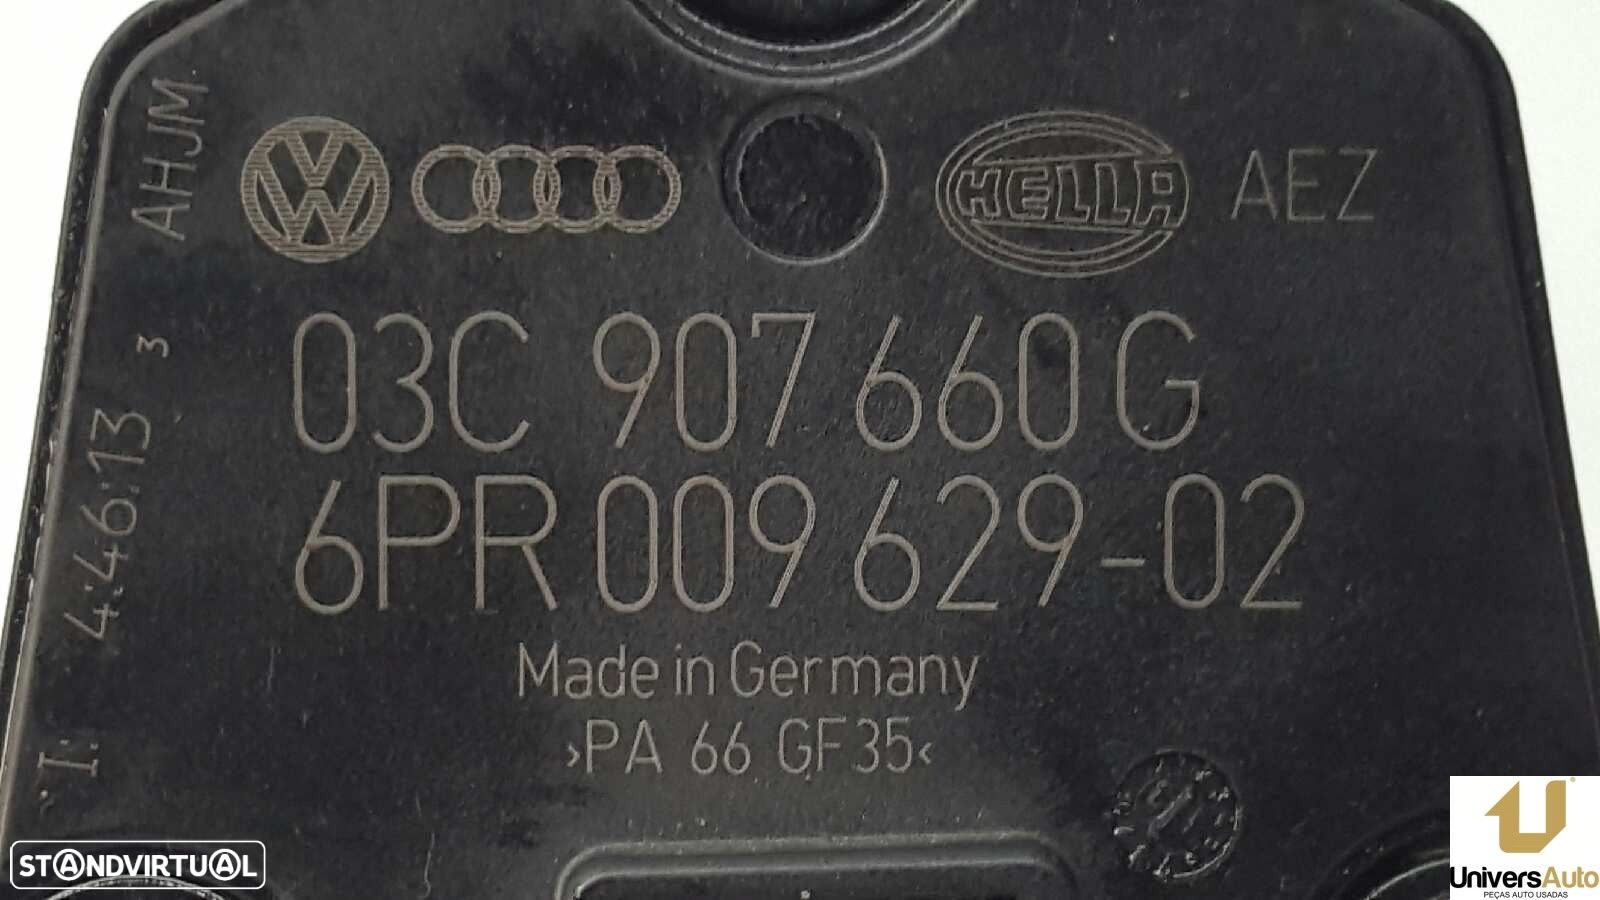 AHJM
HELLA AEZ
03C 907 660 G
6PR 009 629-02
Made in Germany
›PA 66 GF35‹
I: 4:46:13 3
STANDVIRTUAL
UniversAuto
PEÇAS AUTO USADAS